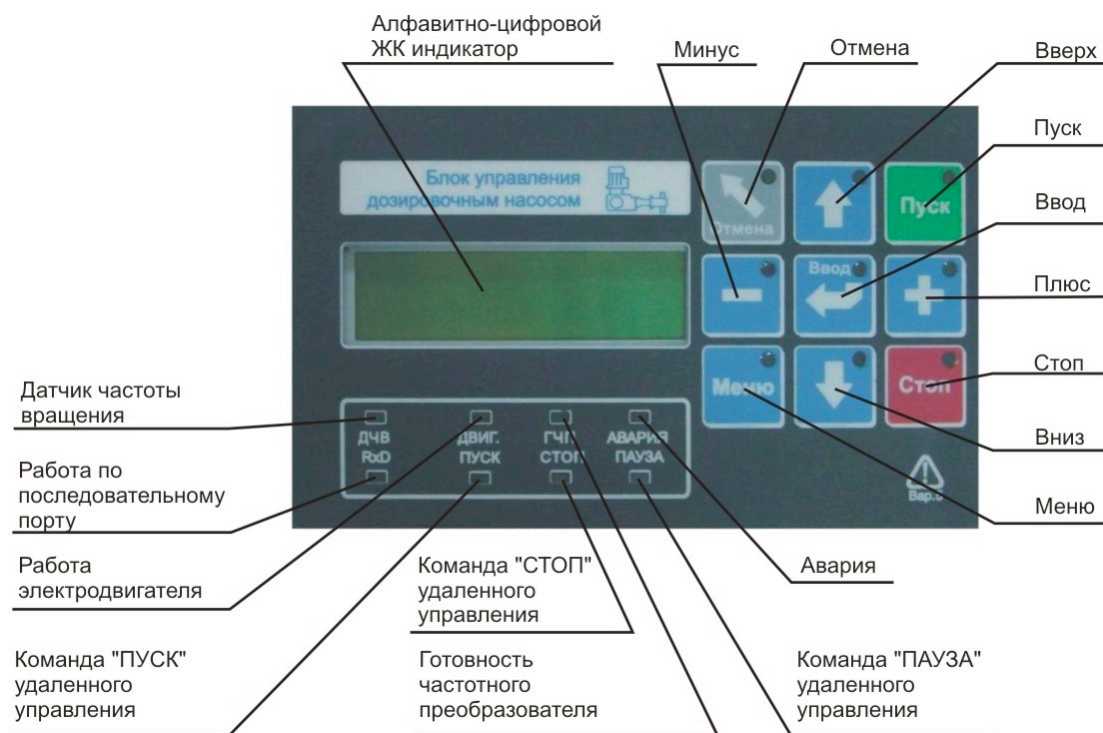 Алфавитно-цифровой
ЖК индикатор
Минус
Отмена
Вверх
Пуск
Ввод
Плюс
Стоп
Вниз
Меню
Блок управления
дозировочным насосом
Отмена
Пуск
Ввод
Меню
Стоп
ДЧВ
ДВИГ.
ГЧП
АВАРИЯ
RxD
ПУСК
СТОП
ПАУЗА
Датчик частоты
вращения
Работа по
последовательному
порту
Работа
электродвигателя
Команда "ПУСК"
удаленного
управления
Команда "СТОП"
удаленного
управления
Готовность
частотного
преобразователя
Авария
Команда "ПАУЗА"
удаленного
управления